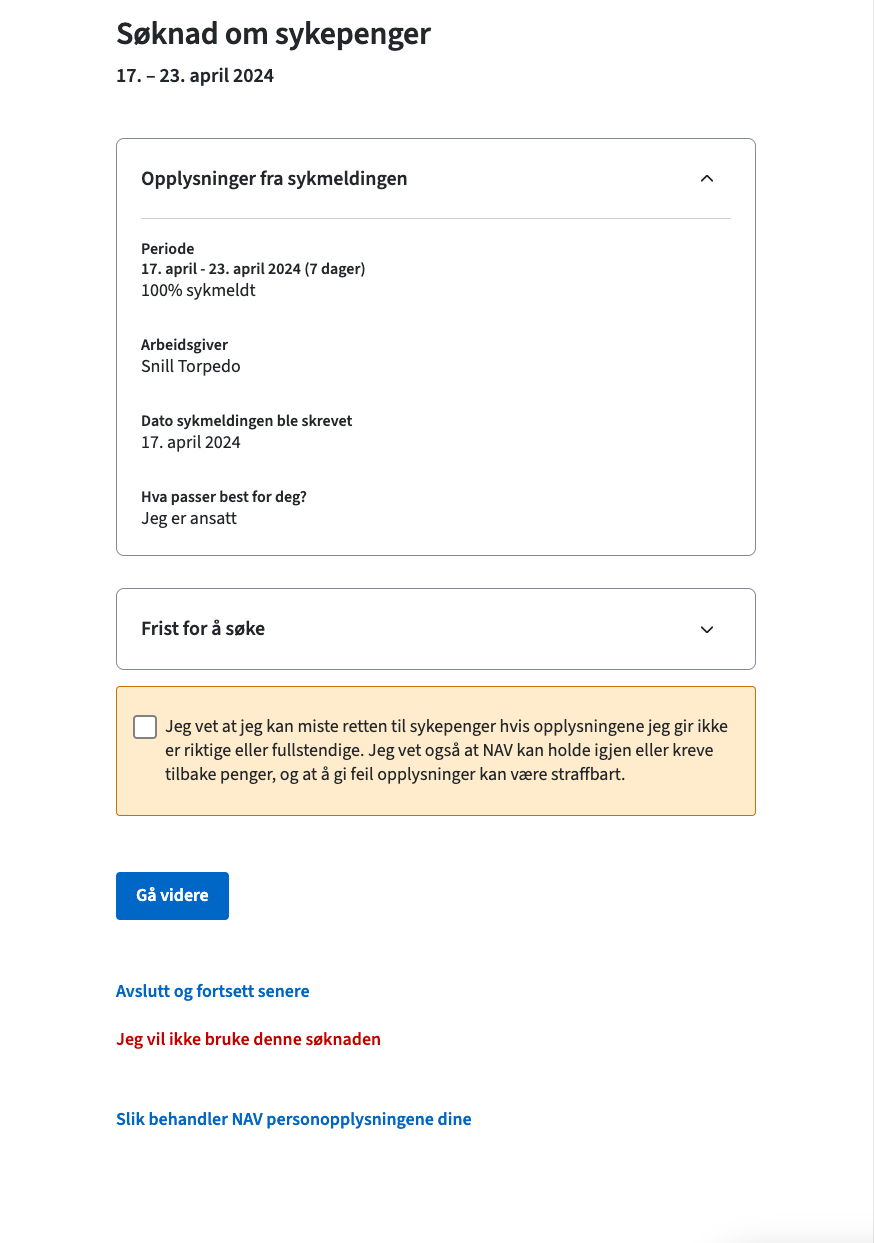 Søknad om sykepenger
17. – 23. april 2024
Opplysninger fra sykmeldingen
Periode
17. april - 23. april 2024 (7 dager)
100% sykmeldt
Arbeidsgiver
Snill Torpedo
Dato sykmeldingen ble skrevet
17. april 2024
Hva passer best for deg?
Jeg er ansatt
Frist for å søke
Jeg vet at jeg kan miste retten til sykepenger hvis opplysningene jeg gir ikke
er riktige eller fullstendige. Jeg vet også at NAV kan holde igjen eller kreve
tilbake penger, og at å gi feil opplysninger kan være straffbart.
Gå videre
Avslutt og fortsett senere
Jeg vil ikke bruke denne søknaden
Slik behandler NAV personopplysningene dine